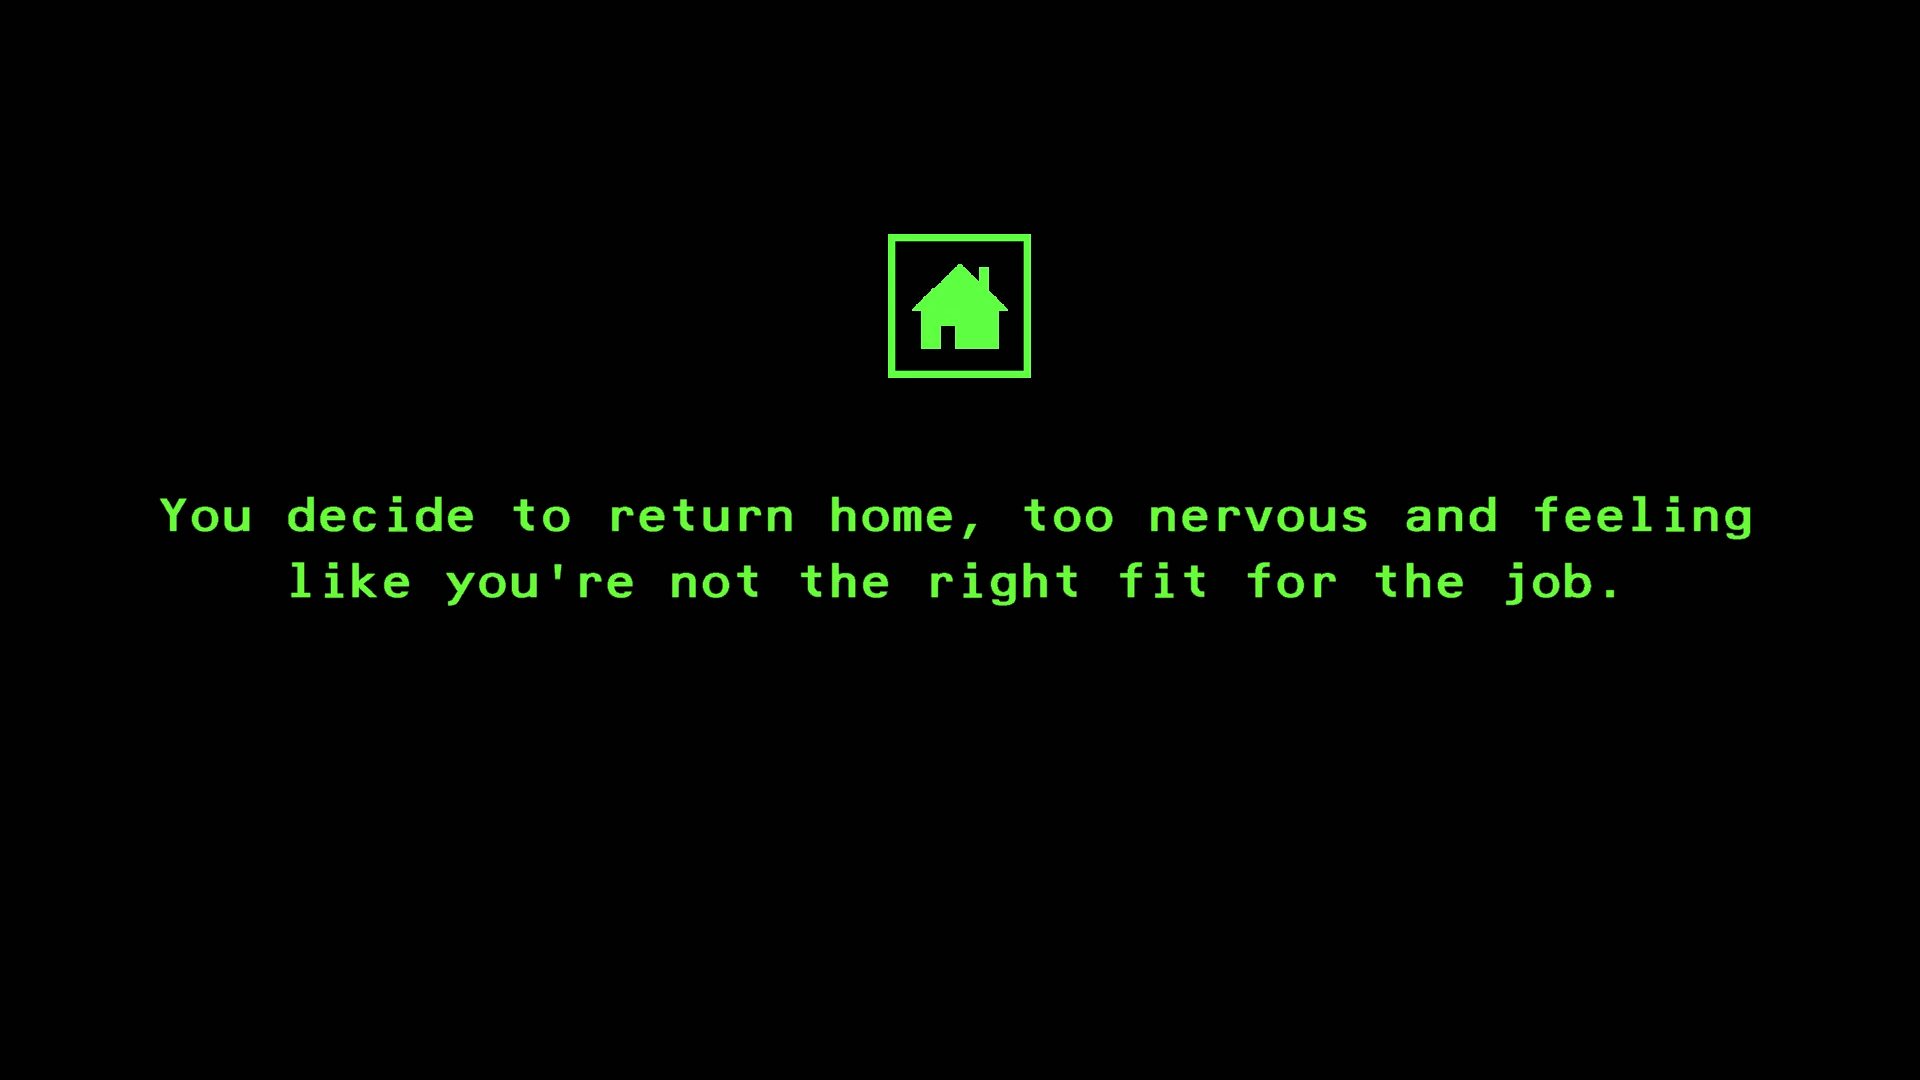 You decide to return home, too nervous and feeling
like you're not the right fit for the job.